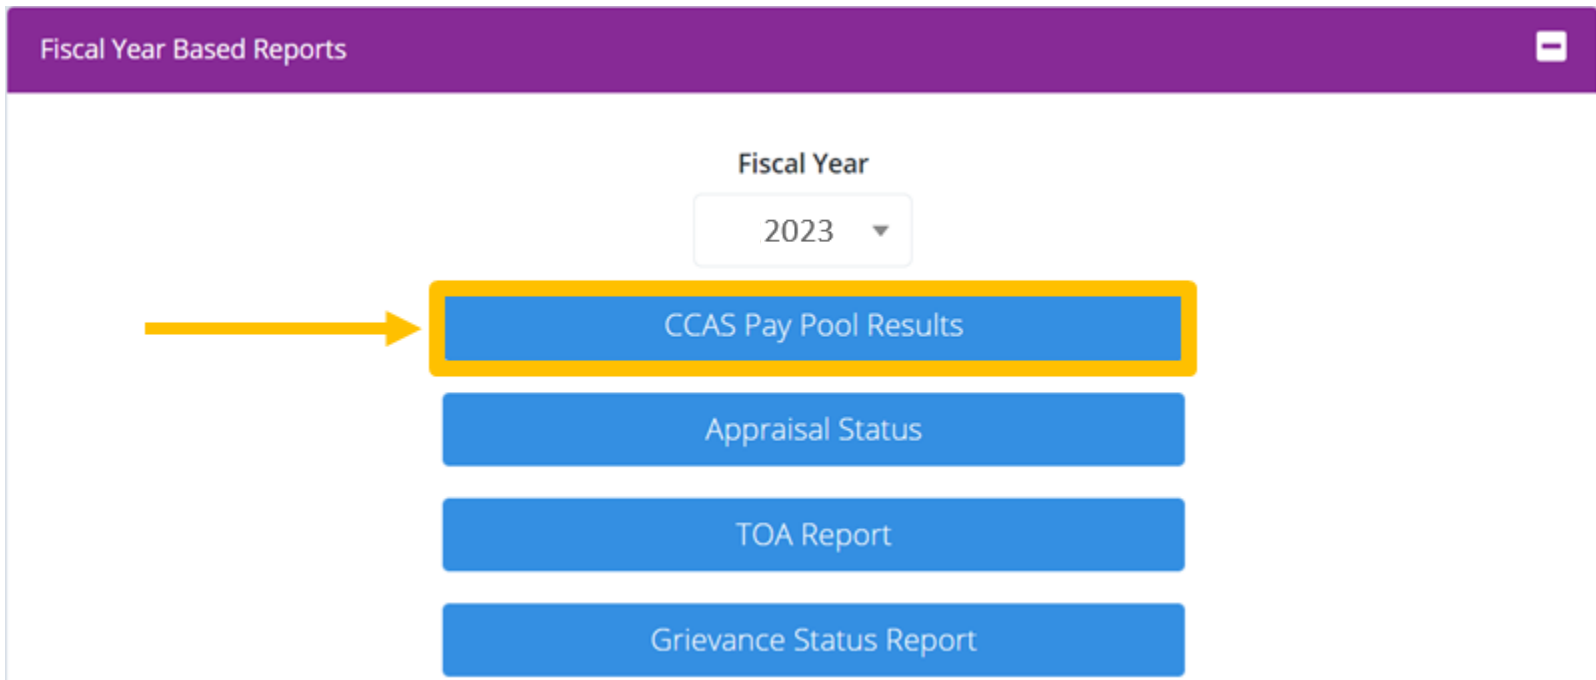 Fiscal Year Based Reports
Fiscal Year
2023
CCAS Pay Pool Results
Appraisal Status
TOA Report
Grievance Status Report